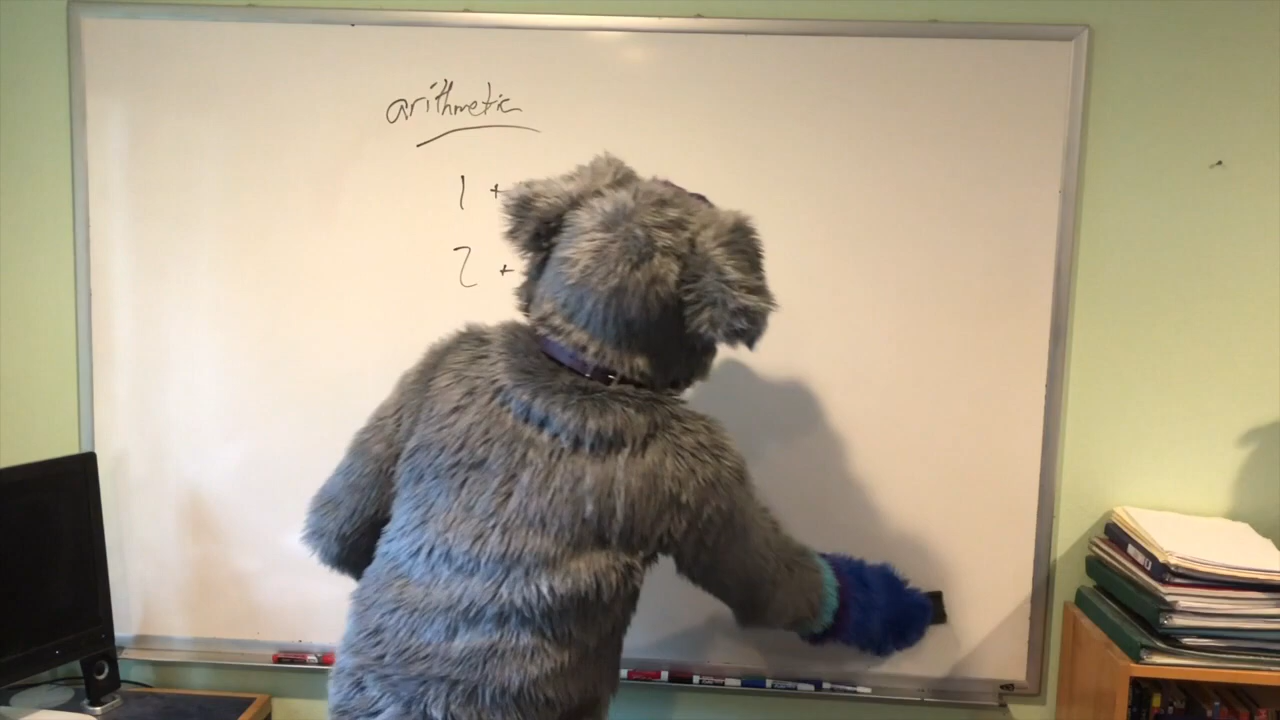 arithmetic
1 +
2 +